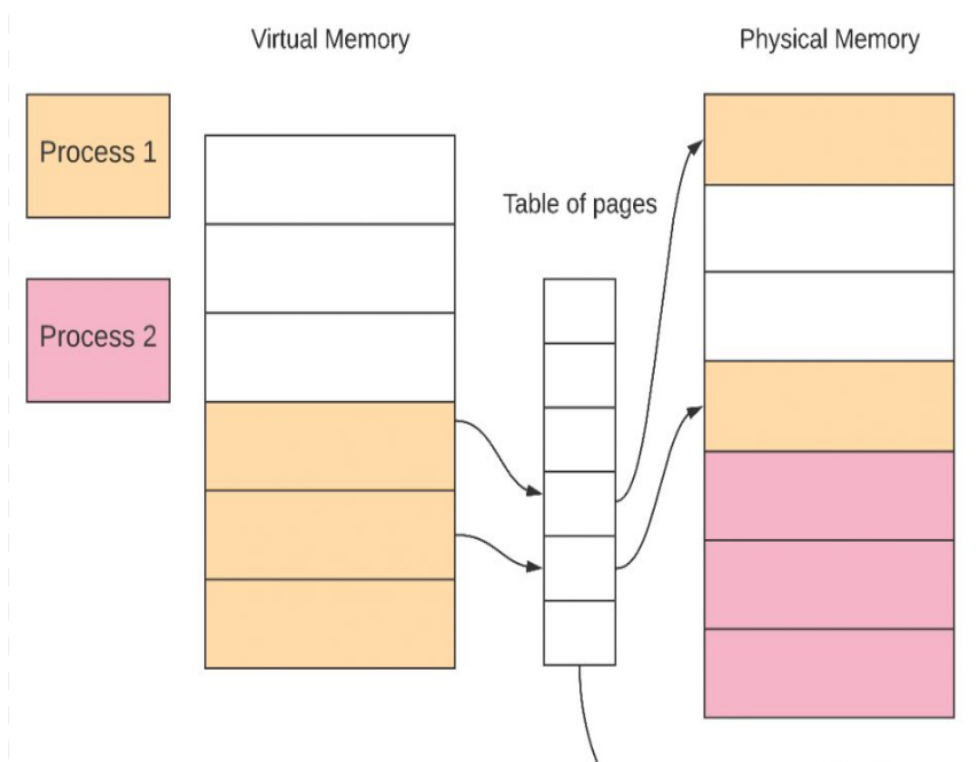 Virtual Memory
Physical Memory
Process 1
Table of pages
Process 2